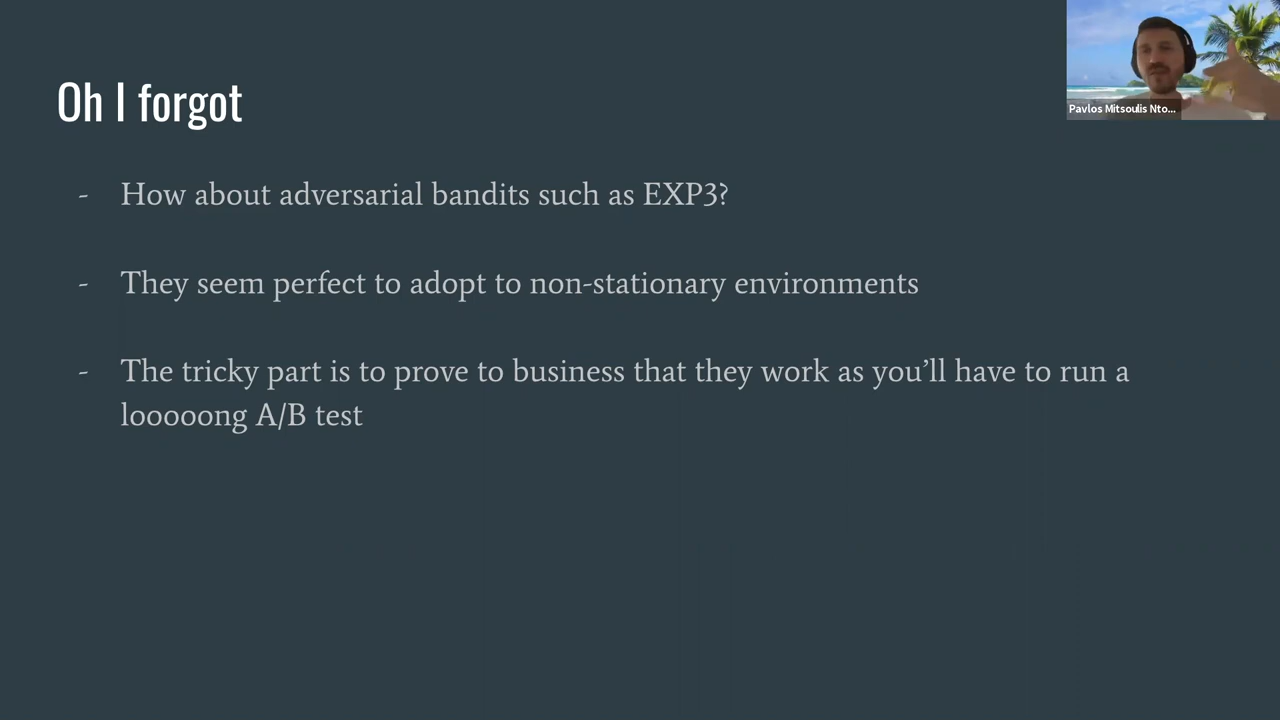 Oh I forgot
Pavlos Mitsoulis Nto...
- How about adversarial bandits such as EXP3?
- They seem perfect to adopt to non-stationary environments
- The tricky part is to prove to business that they work as you’ll have to run a
looooong A/B test